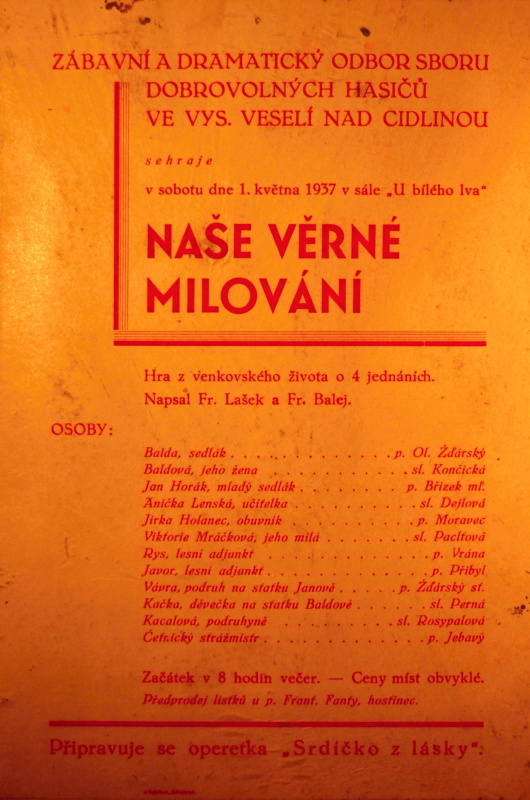 ZÁBAVNÍ A DRAMATICKÝ ODBOR SBORU
DOBROVOLNÝCH HASIČŮ
VE VYS. VESELÍ NAD CIDLINOU
sehraje
v sobotu dne 1. května 1937 v sále „U bílého lva“
NAŠE VĚRNÉ
MILOVÁNÍ
Hra z venkovského života o 4 jednáních.
Napsal Fr. Lašek a Fr. Balej.
OSOBY:
Balda, sedlák . . . . . . . . . . . . . . . p. Ol. Žďárský
Baldová, jeho žena . . . . . . . . . . . . sl. Končická
Jan Horák, mladý sedlák . . . . . . . . . p. Břízek ml.
Anička Lenská, učitelka . . . . . . . . . . . sl. Dejlová
Jirka Holanec, obuvník . . . . . . . . . . p. Moravec
Viktorie Mráčková, jeho milá . . . . . . . sl. Pacltová
Rys, lesní adjunkt . . . . . . . . . . . . . . p. Vrána
Javor, lesní adjunkt . . . . . . . . . . . . . p. Přibyl
Vávra, podruh na statku Janově . . . . . p. Žďárský st.
Kačka, děvečka na statku Baldově . . . . . . sl. Perná
Kacalová, podruhyně . . . . . . . . . sl. Rosypalová
Četnický strážmistr . . . . . . . . . . . . . p. Jebavý
Začátek v 8 hodin večer. — Ceny míst obvyklé.
Předprodej lístků u p. Frant. Fanty, hostinec.
Připravuje se operetka „Srdíčko z lásky“.